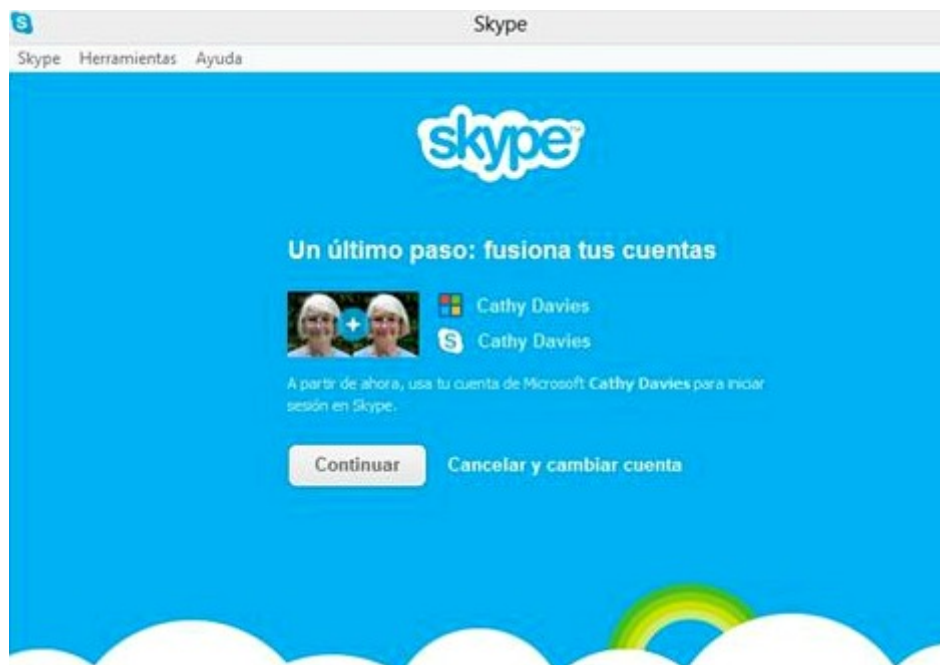 Skype
Skype Herramientas Ayuda
skype™
Un último paso: fusiona tus cuentas
Cathy Davies
Cathy Davies
A partir de ahora, usa tu cuenta de Microsoft Cathy Davies para iniciar
sesión en Skype.
Continuar Cancelar y cambiar cuenta